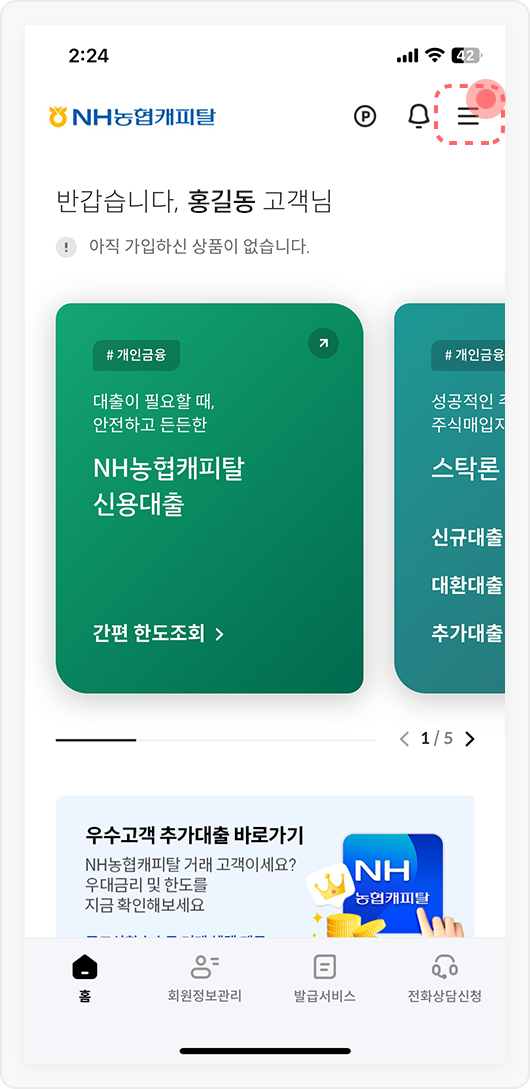 2:24
42
NH농협캐피탈
P
반갑습니다, 홍길동 고객님
! 아직 가입하신 상품이 없습니다.
# 개인금융
대출이 필요할 때,
안전하고 든든한
NH농협캐피탈
신용대출
간편 한도조회
# 개인금융
성공적인
주식매입
스탁론
신규대출
대환대출
추가대출
1 / 5
우수고객 추가대출 바로가기
NH농협캐피탈 거래 고객이세요?
우대금리 및 한도를
지금 확인해보세요
NH
농협캐피탈
홈
회원정보관리
발급서비스
전화상담신청